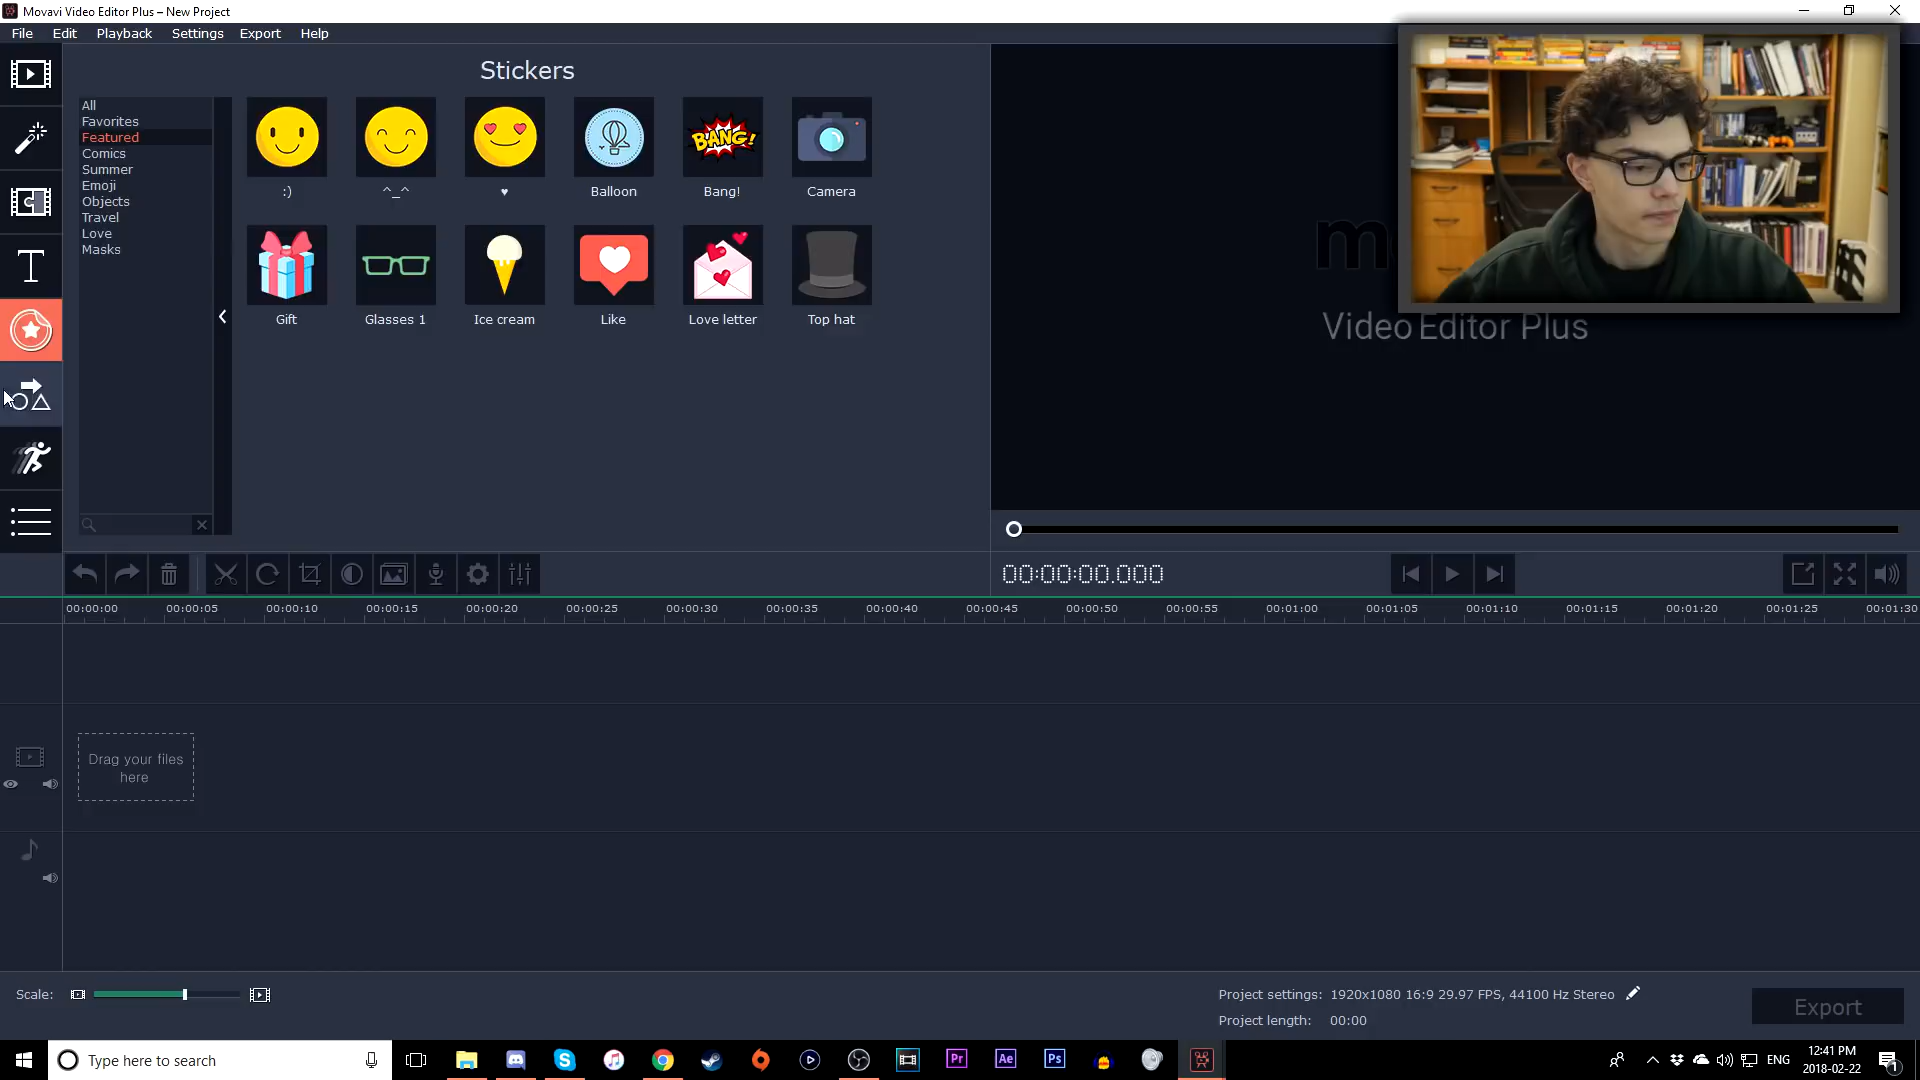 Movavi Video Editor Plus – New Project
File Edit Playback Settings Export Help
Stickers
All
Favorites
Featured
Comics
Summer
Emoji
Objects
Travel
Love
Masks
:) ^_^ ♥ Balloon Bang! Camera
BANG!
Gift Glasses 1 Ice cream Like Love letter Top hat
m
Video Editor Plus
00:00:00.000
00:00:00 00:00:05 00:00:10 00:00:15 00:00:20 00:00:25 00:00:30 00:00:35 00:00:40 00:00:45 00:00:50 00:00:55 00:01:00 00:01:05 00:01:10 00:01:15 00:01:20 00:01:25 00:01:30
Drag your files
here
Scale:
Project settings: 1920x1080 16:9 29.97 FPS, 44100 Hz Stereo
Project length: 00:00
Export
Type here to search
Pr Ae Ps
ENG
12:41 PM
2018-02-22
1